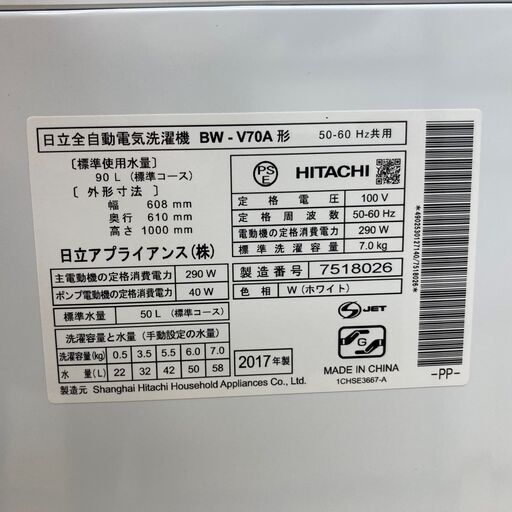 日立全自動電気洗濯機 BW - V70A 形 50-60 Hz共用
〔標準使用水量〕
90 L (標準コース)
〔外形寸法〕
幅 608 mm
奥行 610 mm
高さ 1000 mm
日立アプライアンス(株)
主電動機の定格消費電力 290 W
ポンプ電動機の定格消費電力 40 W
標準水量 50 L (標準コース)
洗濯容量と水量 (手動設定の水量)
洗濯容量(kg) 0.5 3.5 5.5 6.0 7.0
水 量(L) 22 32 42 50 58
製造元 Shanghai Hitachi Household Appliances Co., Ltd.
PS
E
HITACHI
定格電圧 100 V
定格周波数 50-60 Hz
電動機の定格消費電力 290 W
標準洗濯容量 7.0 kg
製造番号 7518026
色相 W (ホワイト)
S JET
2017年製
G
MADE IN CHINA
1CHSE3667-A
*4902530127140/7518026*
-PP-